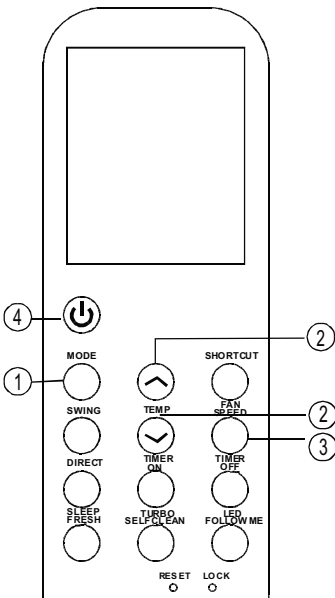 4
2
MODE
SHORTCUT
1
SWING
TEMP
FAN
SPEED
2
3
DIRECT
TIMER
ON
TIMER
OFF
SLEEP
FRESH
TURBO
SELFCLEAN
LED
FOLLOW ME
RESET
LOCK